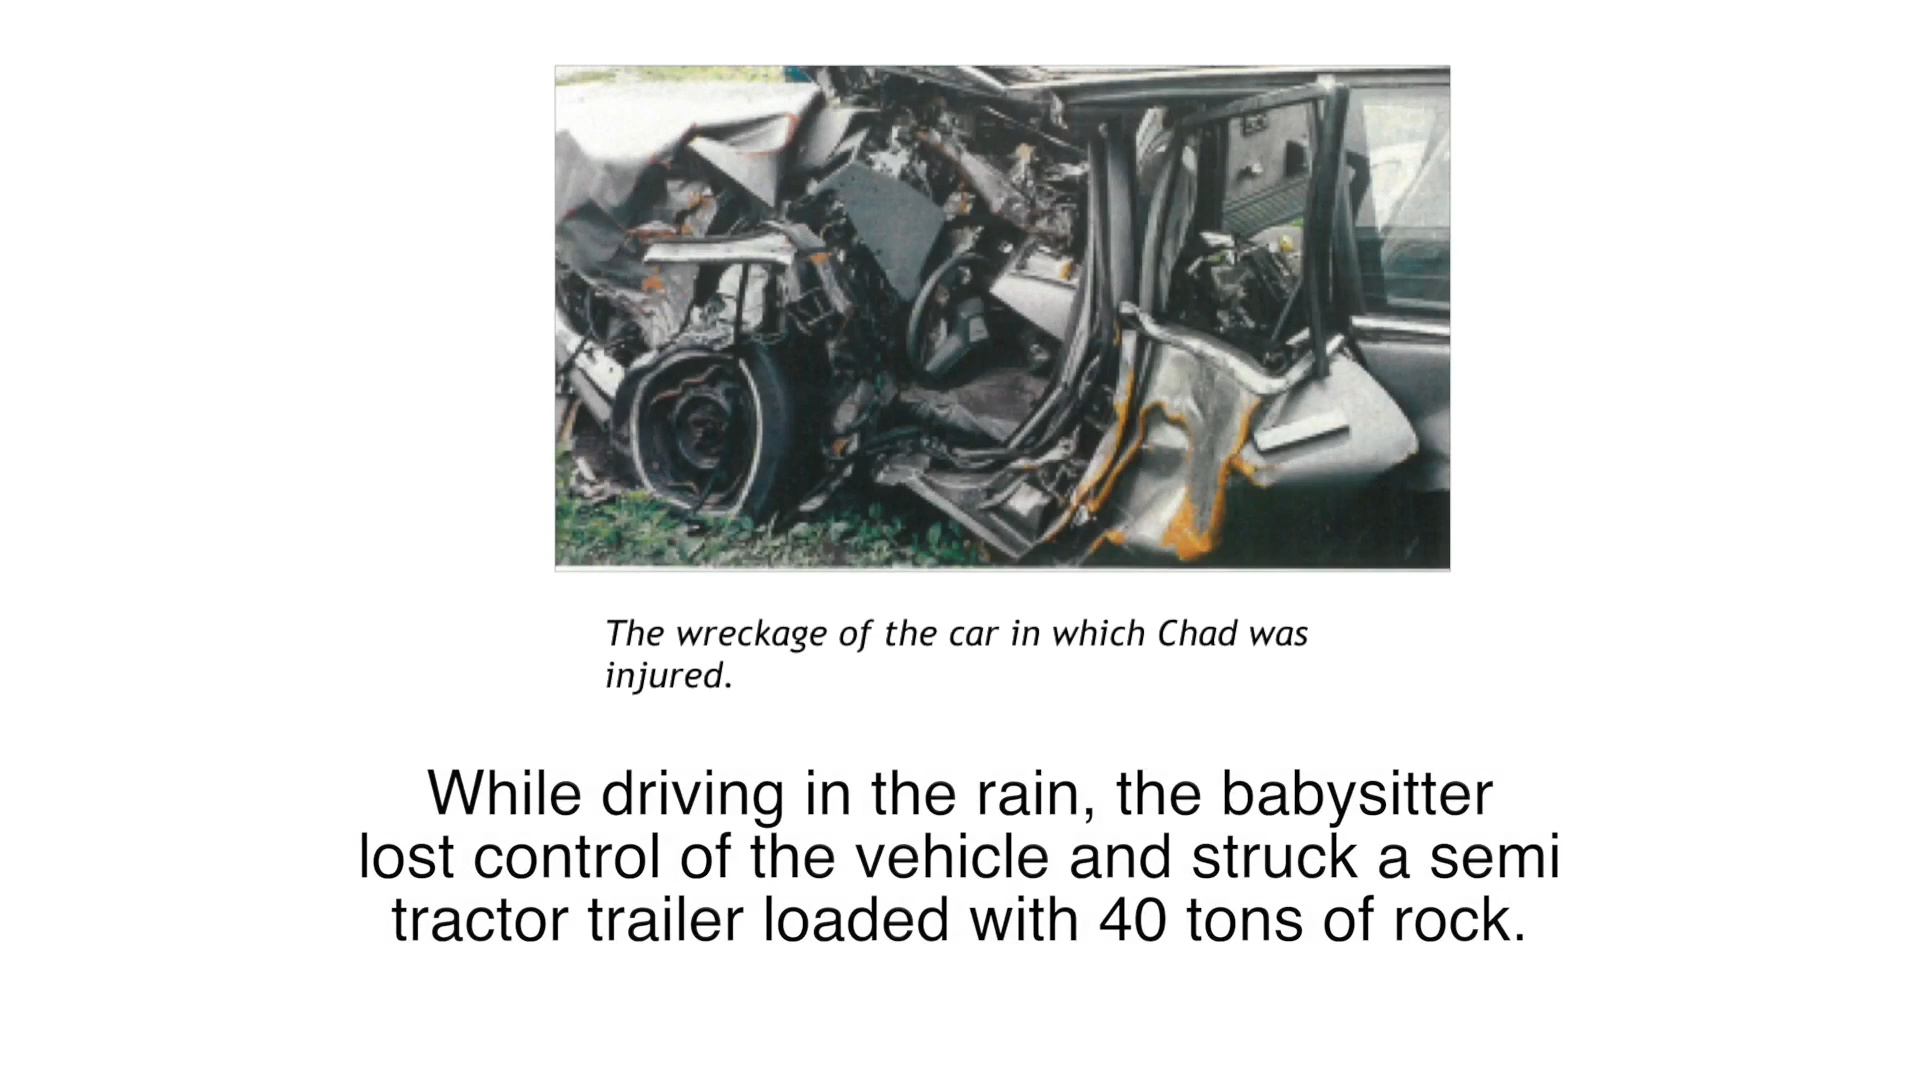 The wreckage of the car in which Chad was
injured.
While driving in the rain, the babysitter
lost control of the vehicle and struck a semi
tractor trailer loaded with 40 tons of rock.